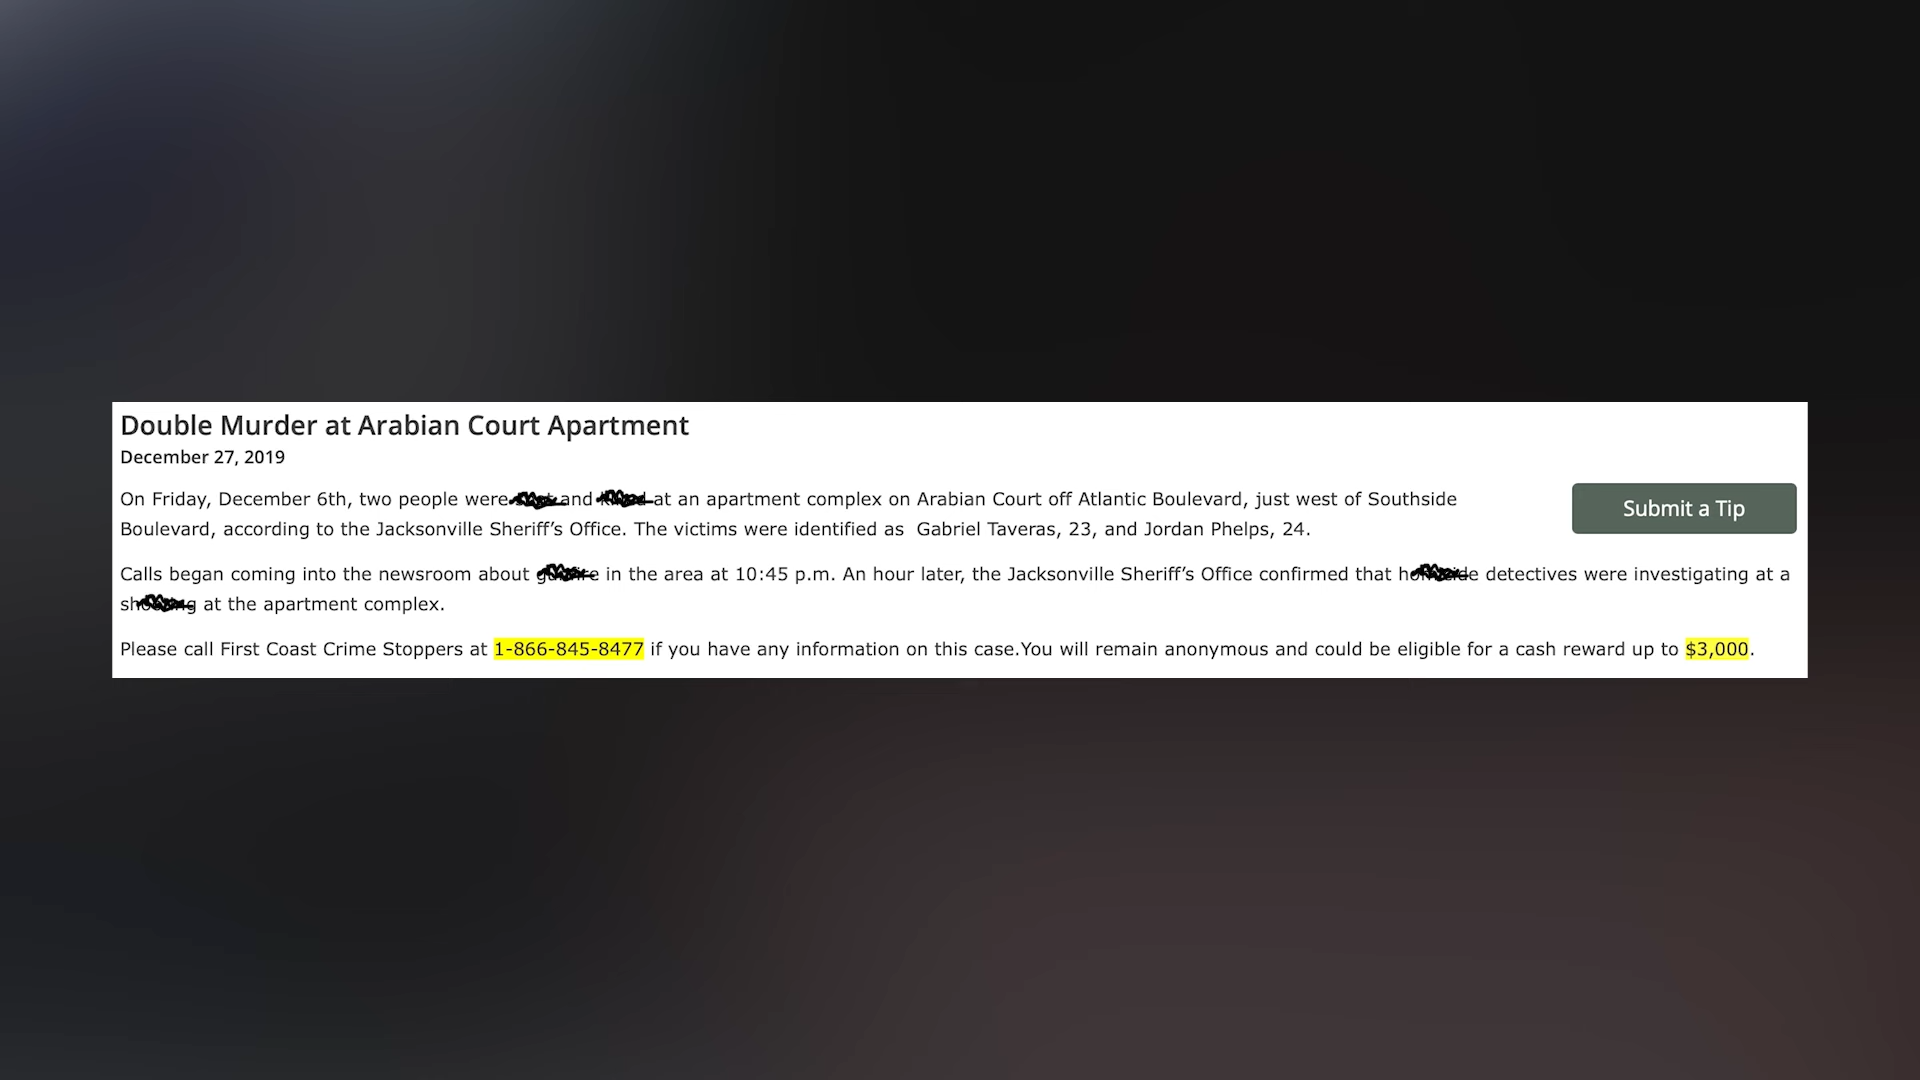 Double Murder at Arabian Court Apartment
December 27, 2019
On Friday, December 6th, two people were and at an apartment complex on Arabian Court off Atlantic Boulevard, just west of Southside
Submit a Tip
Boulevard, according to the Jacksonville Sheriff’s Office. The victims were identified as Gabriel Taveras, 23, and Jordan Phelps, 24.
Calls began coming into the newsroom about in the area at 10:45 p.m. An hour later, the Jacksonville Sheriff’s Office confirmed that detectives were investigating at a
at the apartment complex.
Please call First Coast Crime Stoppers at 1-866-845-8477 if you have any information on this case.You will remain anonymous and could be eligible for a cash reward up to $3,000.